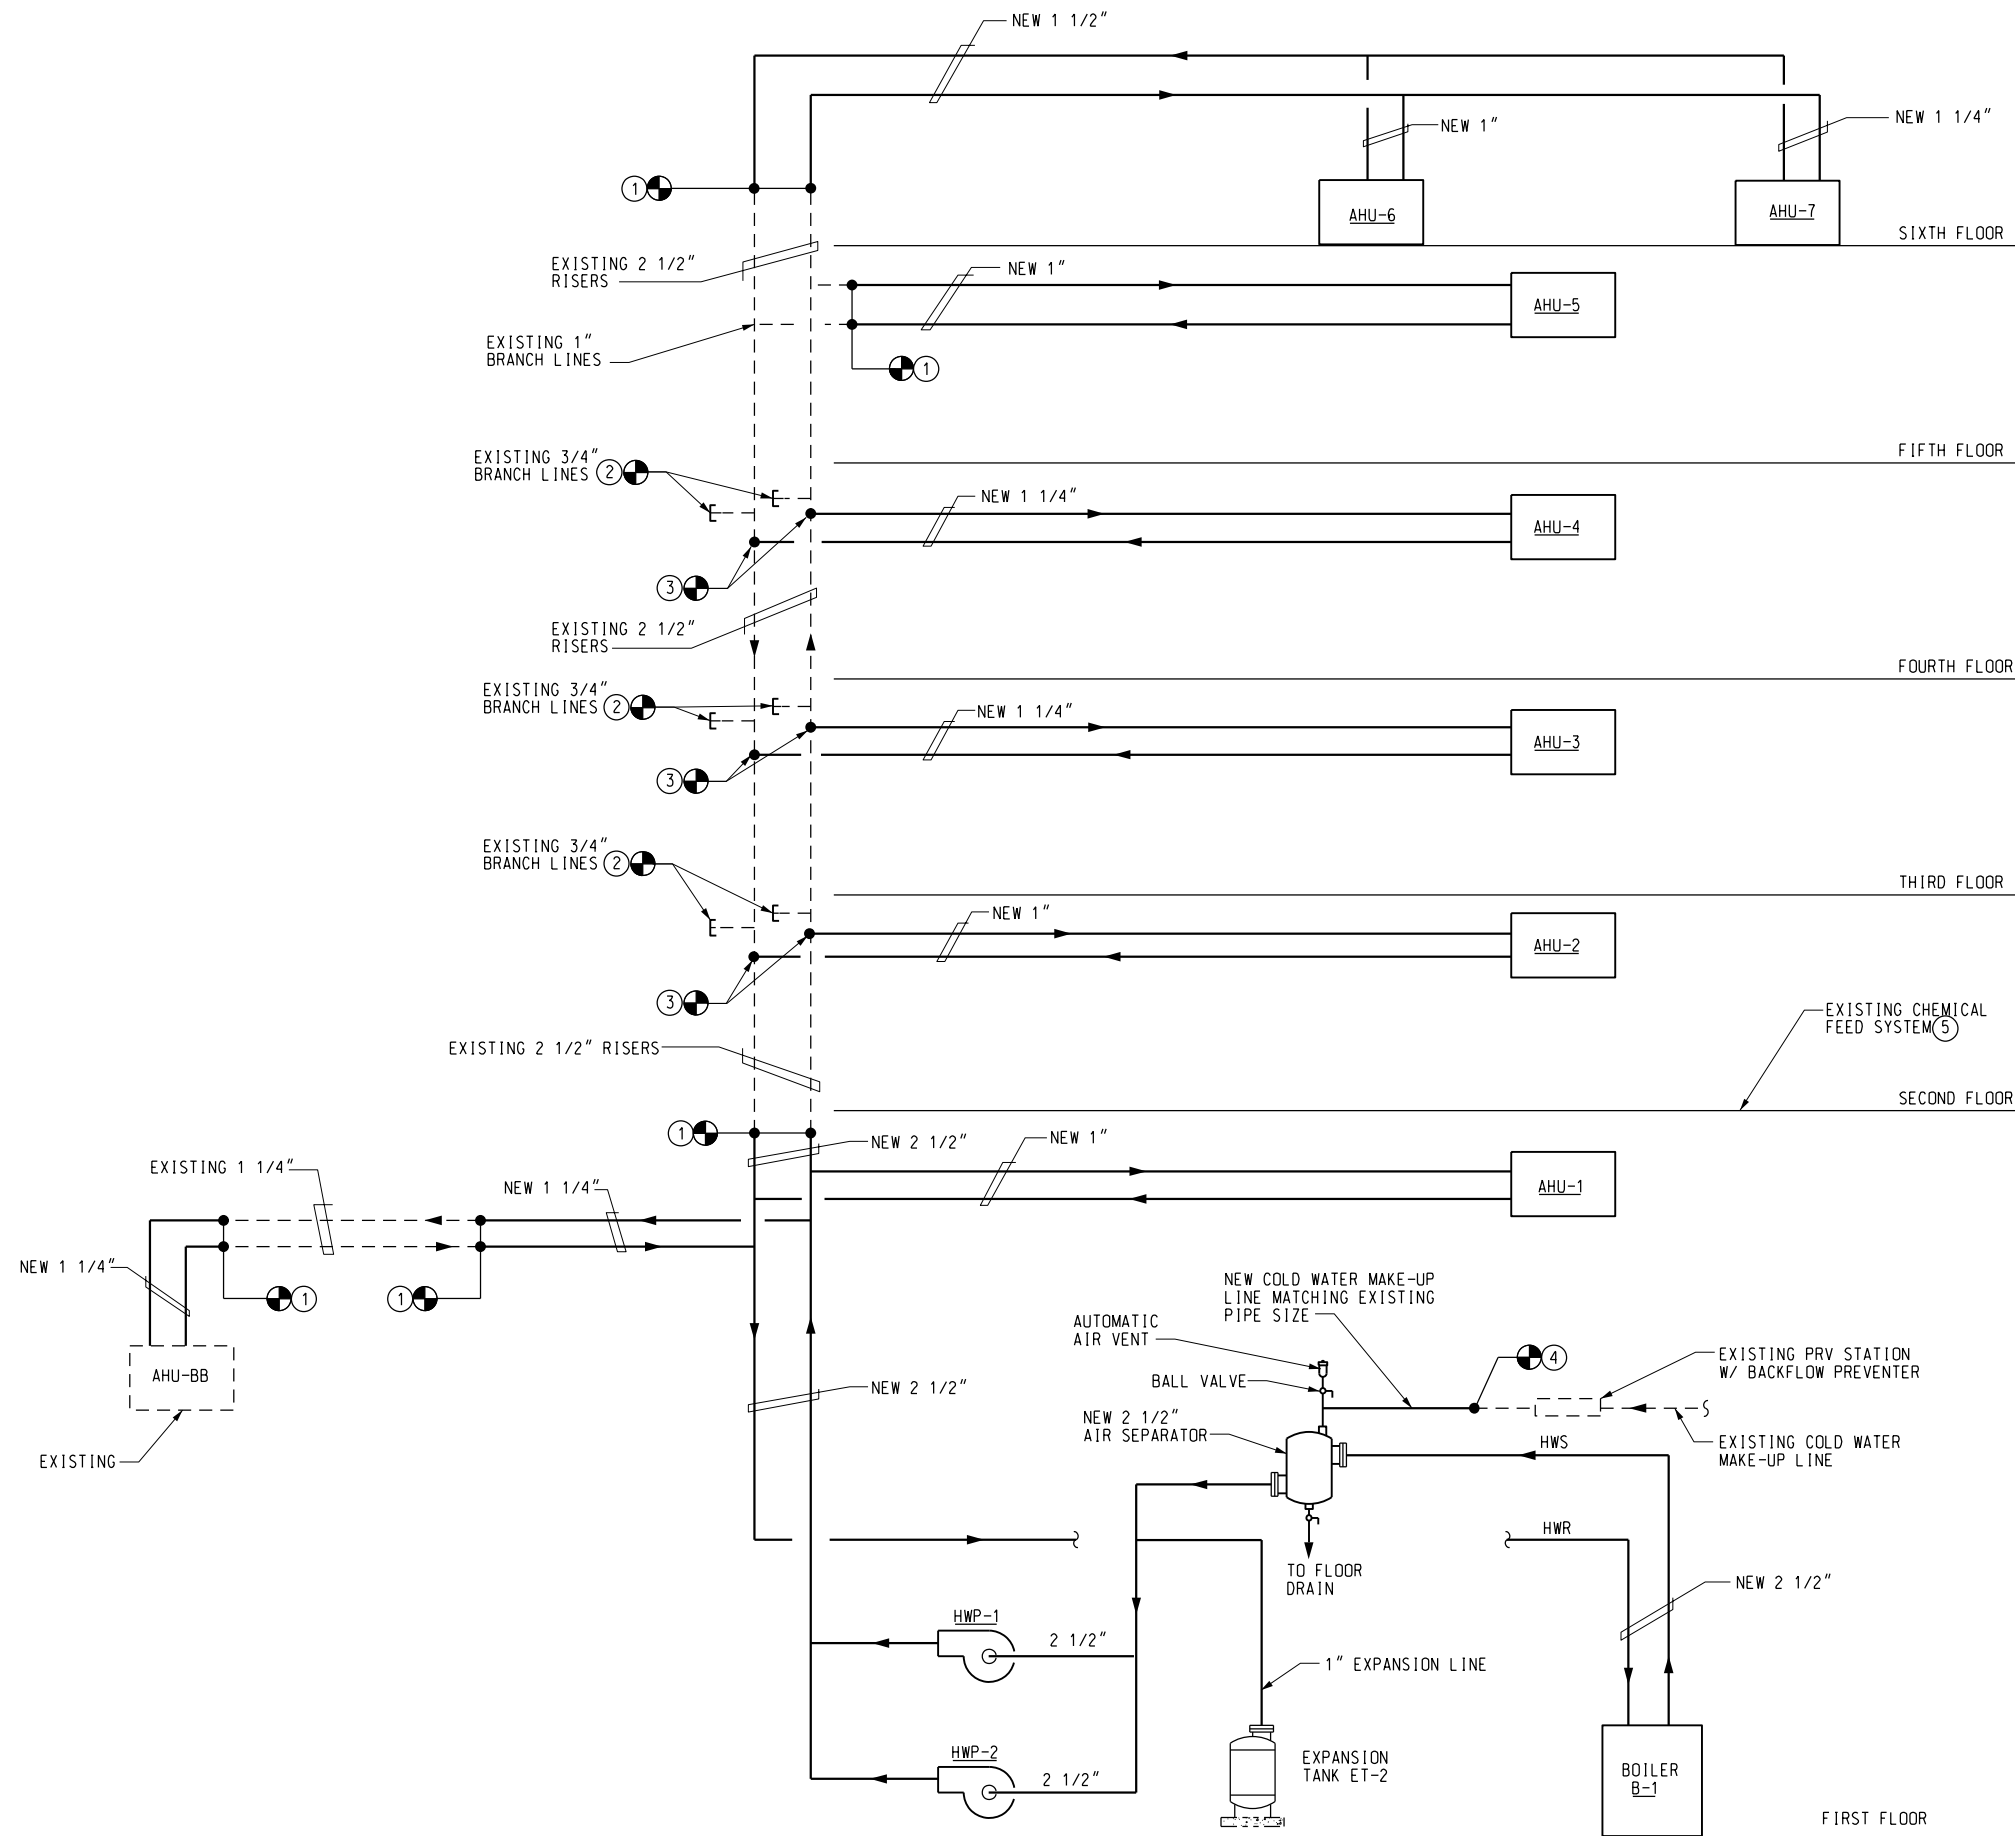 NEW 1 1/2"
NEW 1"
NEW 1 1/4"
1
AHU-6
AHU-7
SIXTH FLOOR
EXISTING 2 1/2"
RISERS
NEW 1"
AHU-5
EXISTING 1"
BRANCH LINES
1
FIFTH FLOOR
EXISTING 3/4"
BRANCH LINES 2
NEW 1 1/4"
AHU-4
3
EXISTING 2 1/2"
RISERS
FOURTH FLOOR
EXISTING 3/4"
BRANCH LINES 2
NEW 1 1/4"
AHU-3
3
EXISTING 3/4"
BRANCH LINES 2
THIRD FLOOR
NEW 1"
AHU-2
3
EXISTING CHEMICAL
FEED SYSTEM 5
EXISTING 2 1/2" RISERS
SECOND FLOOR
1
NEW 2 1/2"
NEW 1"
AHU-1
EXISTING 1 1/4"
NEW 1 1/4"
NEW 1 1/4"
1
1
AHU-BB
EXISTING
NEW 2 1/2"
NEW COLD WATER MAKE-UP
LINE MATCHING EXISTING
PIPE SIZE
AUTOMATIC
AIR VENT
BALL VALVE
NEW 2 1/2"
AIR SEPARATOR
4
EXISTING PRV STATION
W/ BACKFLOW PREVENTER
EXISTING COLD WATER
MAKE-UP LINE
HWS
HWR
TO FLOOR
DRAIN
NEW 2 1/2"
HWP-1
2 1/2"
1" EXPANSION LINE
HWP-2
2 1/2"
EXPANSION
TANK ET-2
BOILER
B-1
FIRST FLOOR